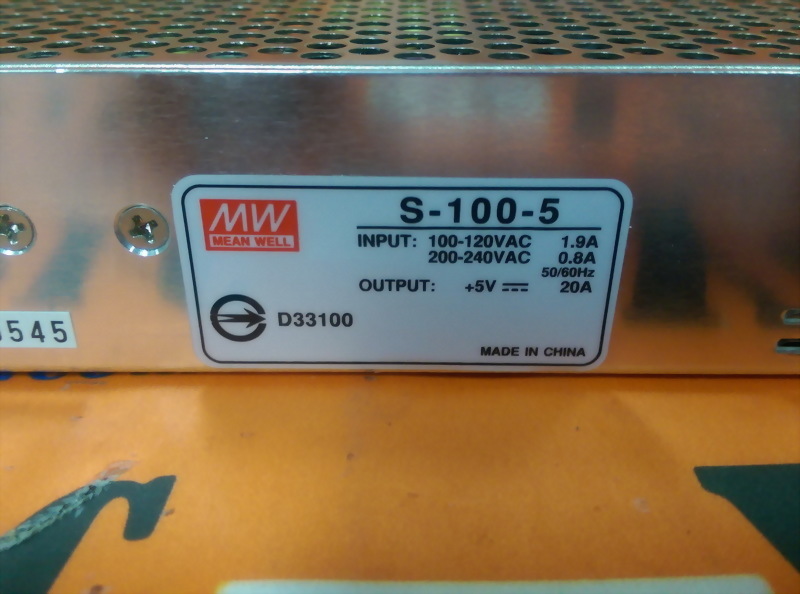 MW
MEAN WELL
S-100-5
INPUT: 100-120VAC 1.9A
200-240VAC 0.8A
50/60Hz
OUTPUT: +5V ⎓ 20A
D33100
MADE IN CHINA
545